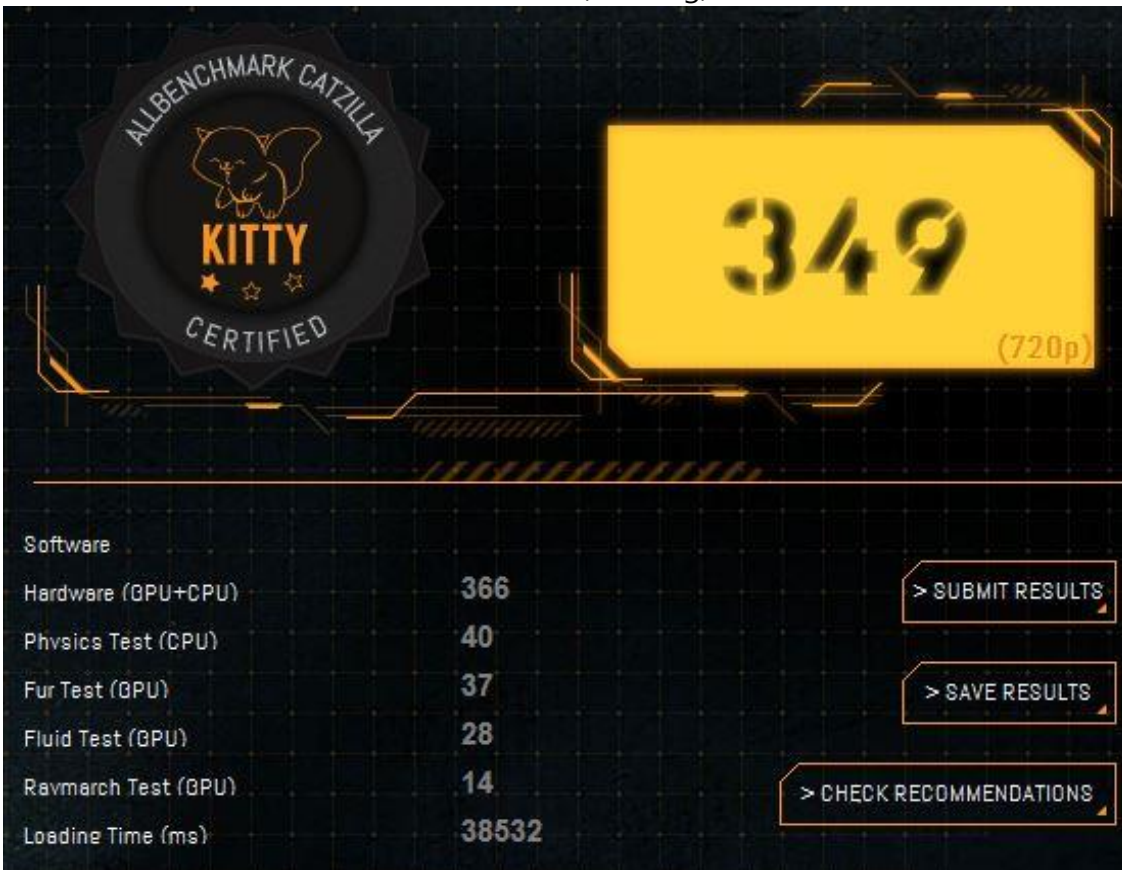 ALLBENCHMARK CATZILLA
KITTY
CERTIFIED
349
(720p)
Software
Hardware (GPU+CPU) 366
Physics Test (CPU) 40
Fur Test (GPU) 37
Fluid Test (GPU) 28
Raymarch Test (GPU) 14
Loading Time (ms) 38532
> SUBMIT RESULTS
> SAVE RESULTS
> CHECK RECOMMENDATIONS